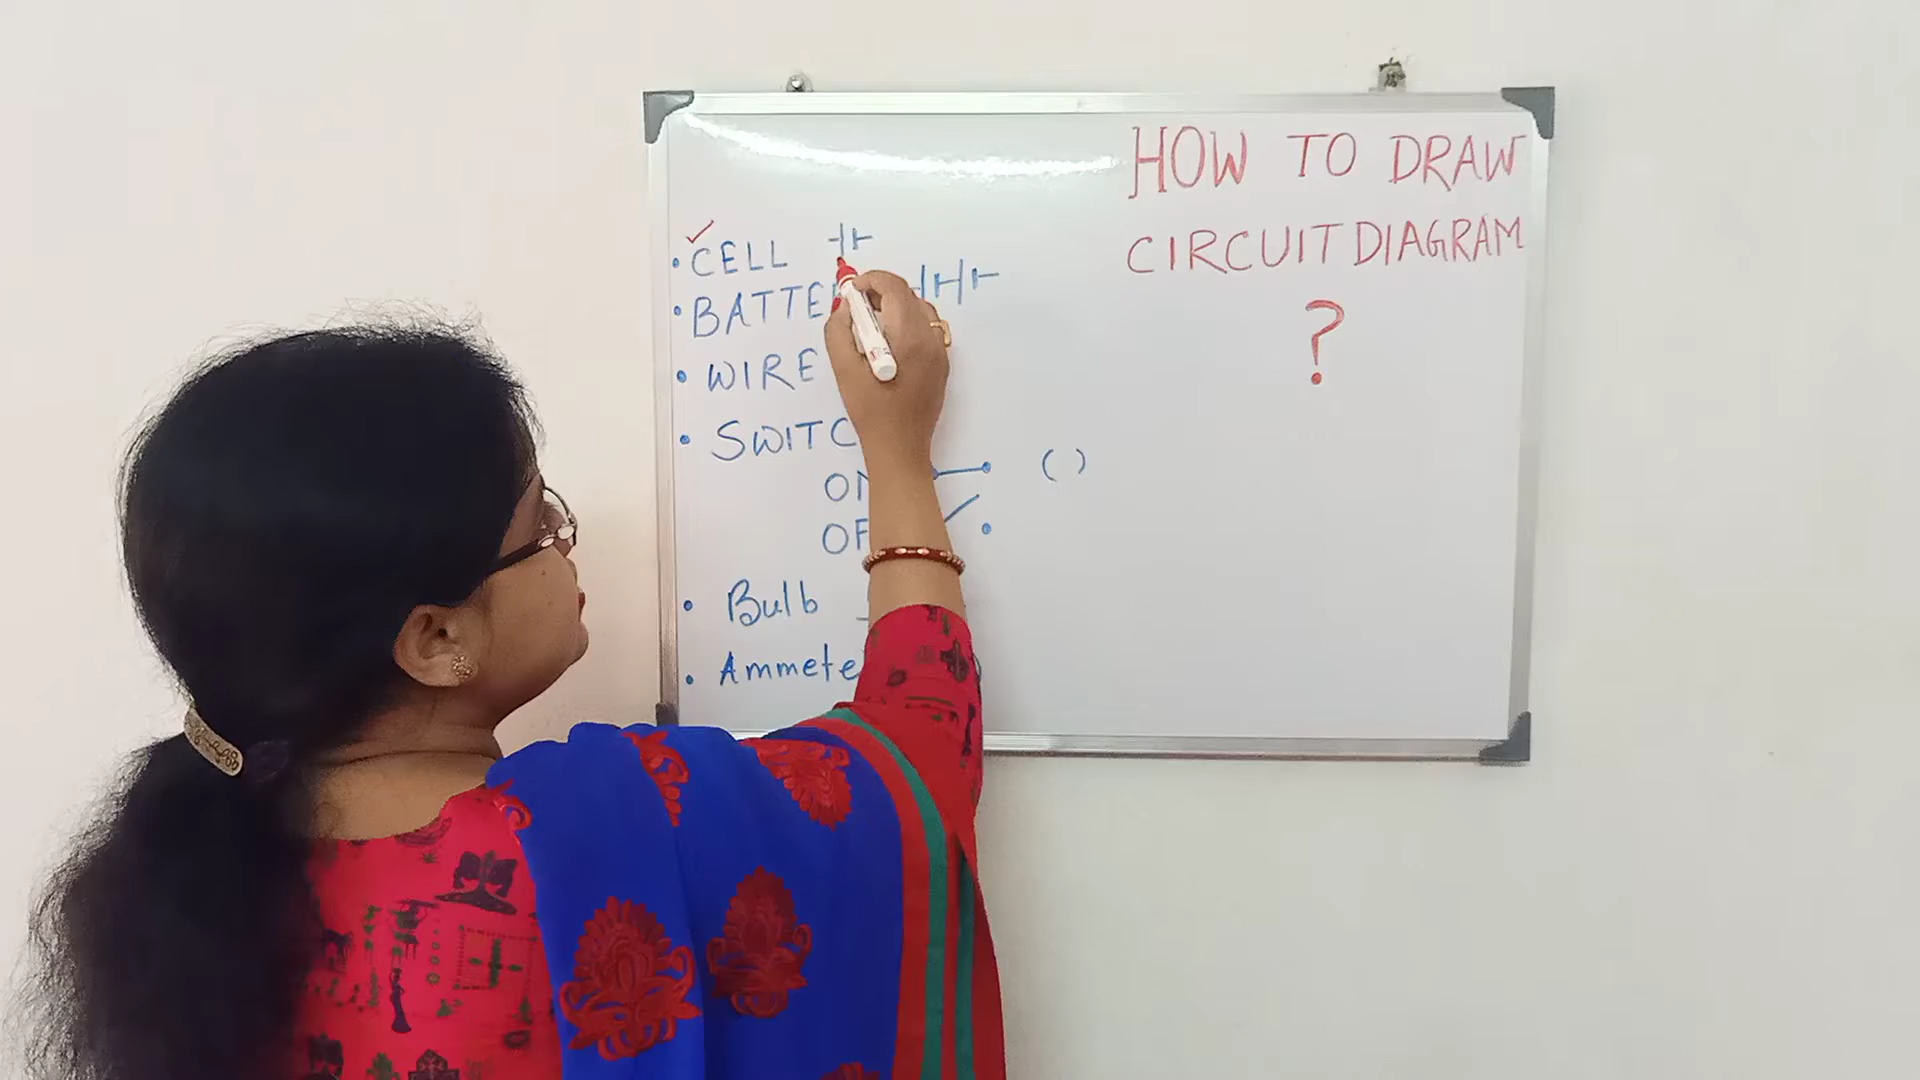 HOW TO DRAW
CIRCUIT DIAGRAM
?
• CELL
• BATTE
• WIRE
• SWITC
ON
OF
( )
• Bulb
• Ammete